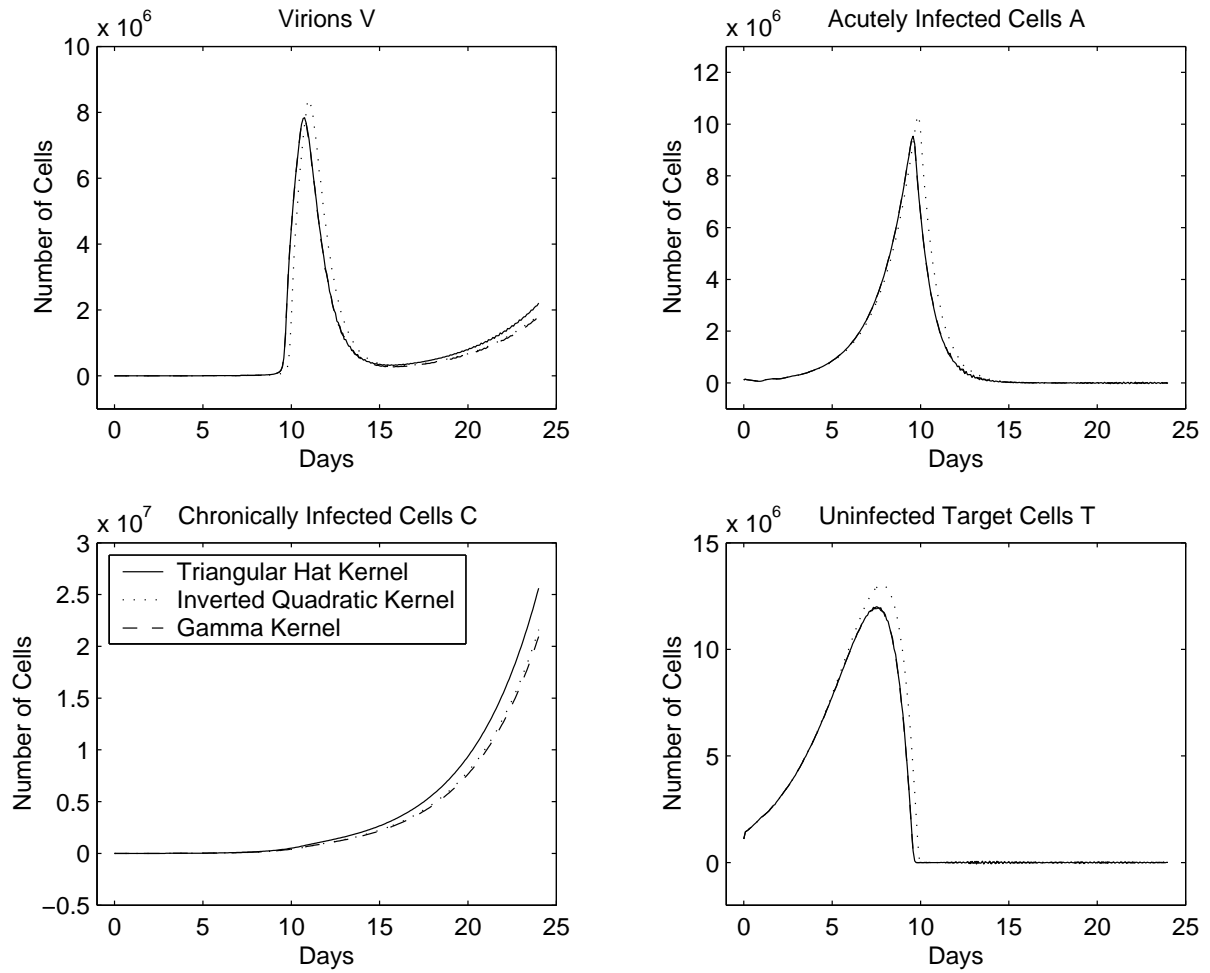 Virions V
x 10^6
10
8
6
4
2
0
Number of Cells
0 5 10 15 20 25
Days
Acutely Infected Cells A
x 10^6
12
10
8
6
4
2
0
Number of Cells
0 5 10 15 20 25
Days
Chronically Infected Cells C
x 10^7
3
2.5
2
1.5
1
0.5
0
−0.5
Number of Cells
Triangular Hat Kernel
Inverted Quadratic Kernel
Gamma Kernel
0 5 10 15 20 25
Days
Uninfected Target Cells T
x 10^6
15
10
5
0
Number of Cells
0 5 10 15 20 25
Days